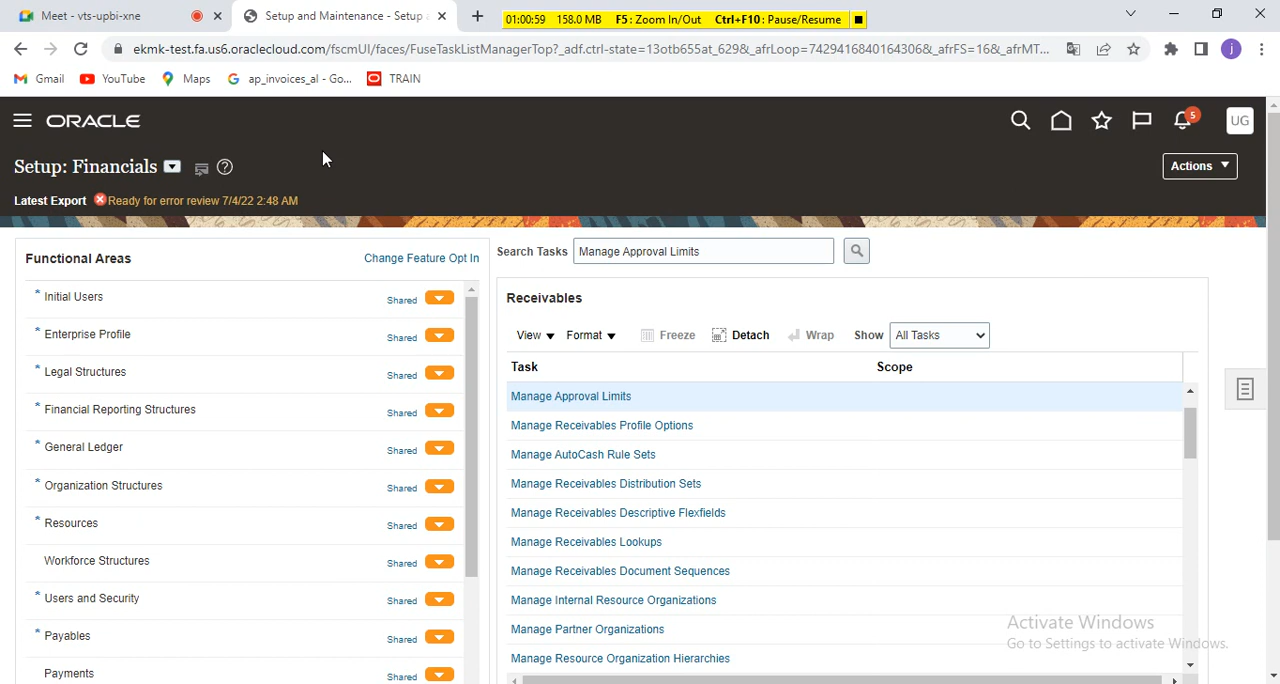 Meet - vts-upbi-xne
Setup and Maintenance - Setup
01:00:59 158.0 MB F5: Zoom In/Out Ctrl+F10: Pause/Resume
ekmk-test.fa.us6.oraclecloud.com/fscmUI/faces/FuseTaskListManagerTop?_adf.ctrl-state=13otb655at_629&_afrLoop=7429416840164306&_afrFS=16&_afrMT...
j
Gmail YouTube Maps ap_invoices_al - Go... TRAIN
ORACLE
5
UG
Setup: Financials
Actions
Latest Export Ready for error review 7/4/22 2:48 AM
Functional Areas
Change Feature Opt In
* Initial Users Shared
* Enterprise Profile Shared
* Legal Structures Shared
* Financial Reporting Structures Shared
* General Ledger Shared
* Organization Structures Shared
* Resources Shared
Workforce Structures Shared
* Users and Security Shared
* Payables Shared
Payments Shared
Search Tasks Manage Approval Limits
Receivables
View Format Freeze Detach Wrap Show All Tasks
Task Scope
Manage Approval Limits
Manage Receivables Profile Options
Manage AutoCash Rule Sets
Manage Receivables Distribution Sets
Manage Receivables Descriptive Flexfields
Manage Receivables Lookups
Manage Receivables Document Sequences
Manage Internal Resource Organizations
Manage Partner Organizations
Manage Resource Organization Hierarchies
Activate Windows
Go to Settings to activate Windows.